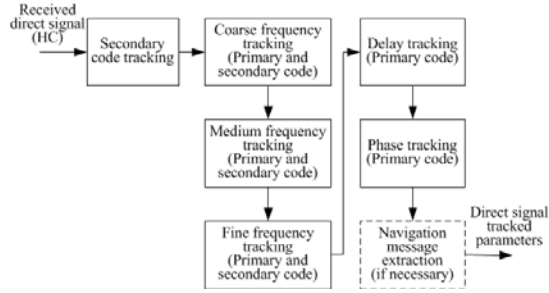 Received
direct signal
(HC)
Secondary
code tracking
Coarse frequency
tracking
(Primary and
secondary code)
Medium frequency
tracking
(Primary and
secondary code)
Fine frequency
tracking
(Primary and
secondary code)
Delay tracking
(Primary code)
Phase tracking
(Primary code)
Navigation
message
extraction
(if necessary)
Direct signal
tracked
parameters